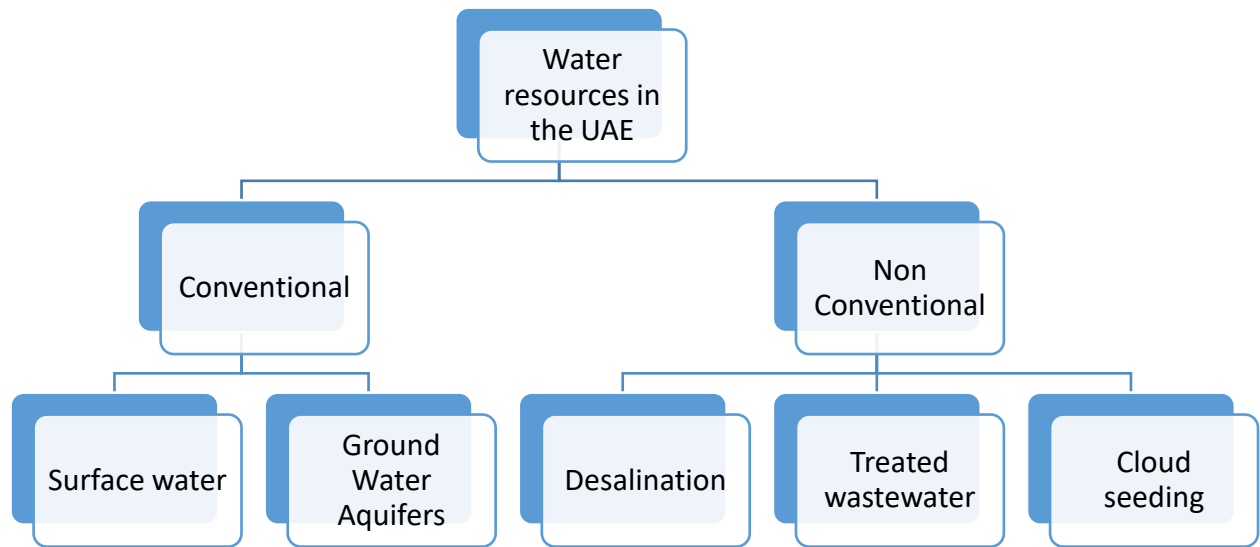 Water
resources in
the UAE
Conventional
Non
Conventional
Surface water
Ground
Water
Aquifers
Desalination
Treated
wastewater
Cloud
seeding